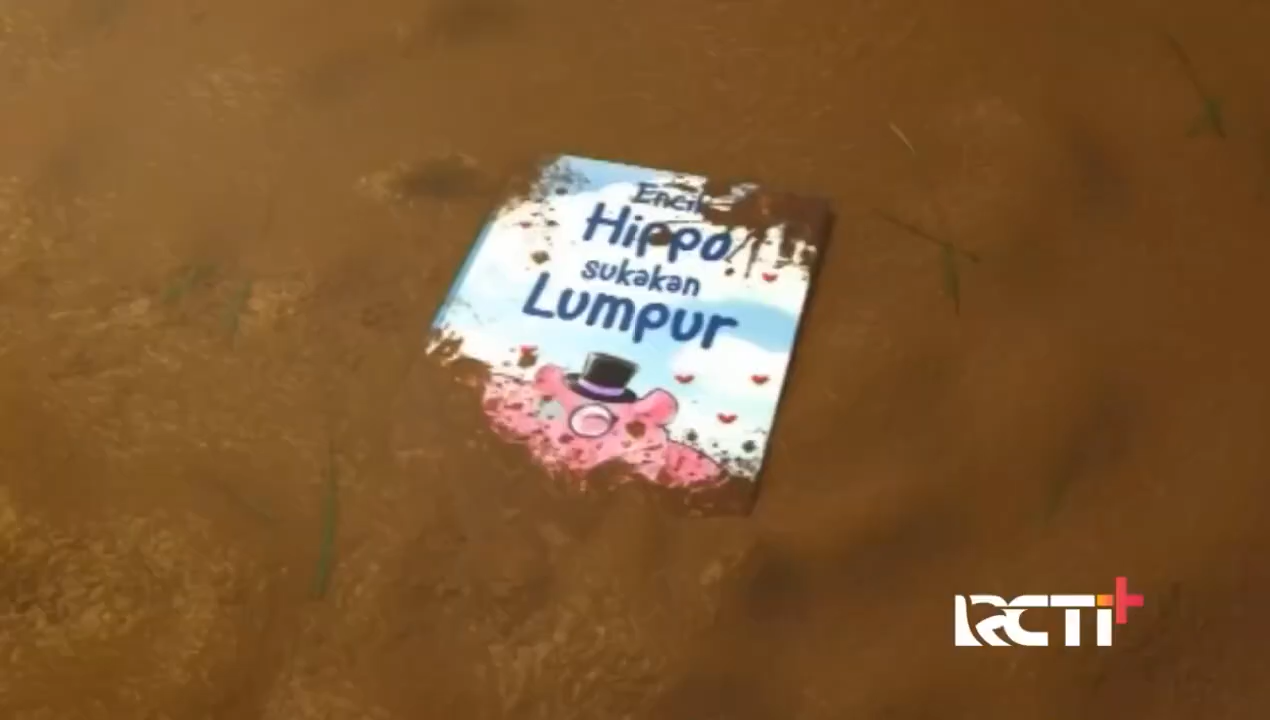 Encik
Hippo
sukakan
Lumpur
RCTI+